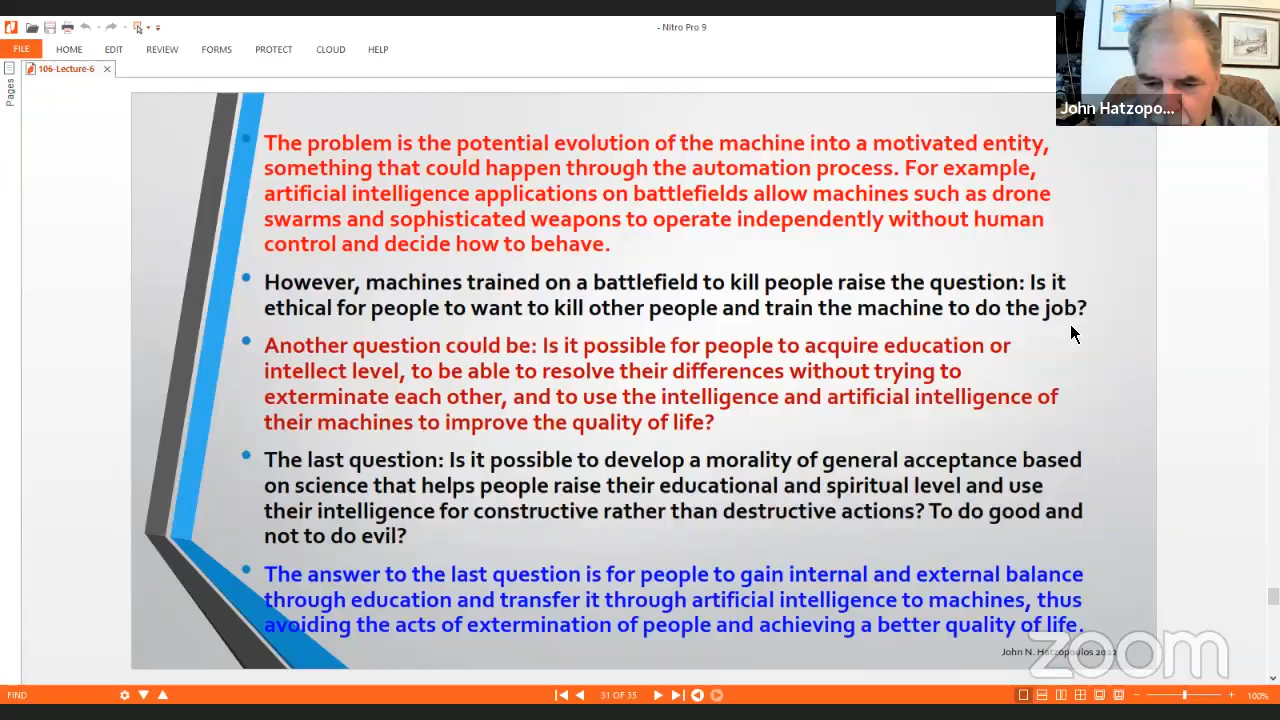 - Nitro Pro 9
FILE HOME EDIT REVIEW FORMS PROTECT CLOUD HELP
106-Lecture-6
Pages
John Hatzopo...
The problem is the potential evolution of the machine into a motivated entity,
something that could happen through the automation process. For example,
artificial intelligence applications on battlefields allow machines such as drone
swarms and sophisticated weapons to operate independently without human
control and decide how to behave.
However, machines trained on a battlefield to kill people raise the question: Is it
ethical for people to want to kill other people and train the machine to do the job?
Another question could be: Is it possible for people to acquire education or
intellect level, to be able to resolve their differences without trying to
exterminate each other, and to use the intelligence and artificial intelligence of
their machines to improve the quality of life?
The last question: Is it possible to develop a morality of general acceptance based
on science that helps people raise their educational and spiritual level and use
their intelligence for constructive rather than destructive actions? To do good and
not to do evil?
The answer to the last question is for people to gain internal and external balance
through education and transfer it through artificial intelligence to machines, thus
avoiding the acts of extermination of people and achieving a better quality of life.
John N. Hatzopoulos 2022
zoom
FIND 31 OF 35 100%